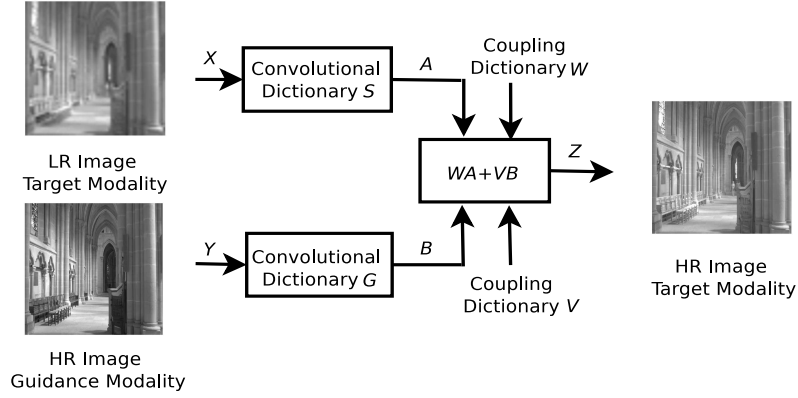 X
Convolutional
Dictionary S
A
Coupling
Dictionary W
LR Image
Target Modality
WA+VB
Z
Y
Convolutional
Dictionary G
B
Coupling
Dictionary V
HR Image
Target Modality
HR Image
Guidance Modality